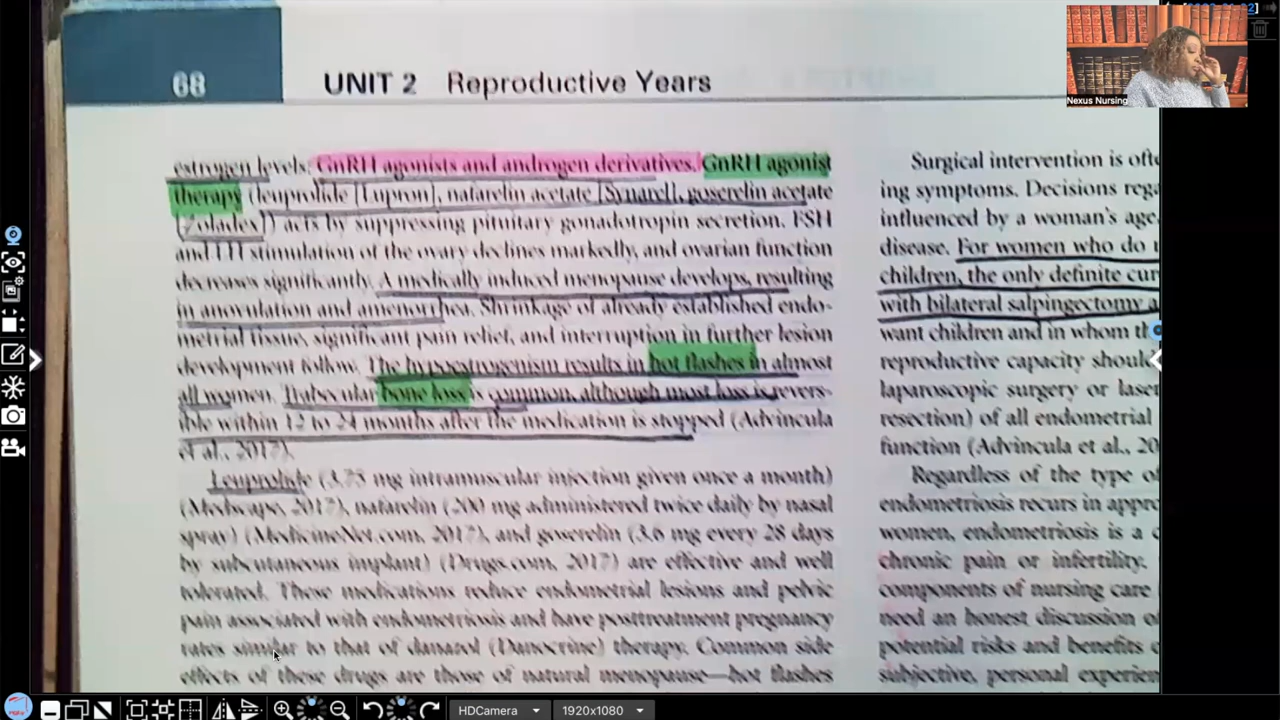 68 UNIT 2 Reproductive Years
estrogen levels: GnRH agonists and androgen derivatives. GnRH agonist
therapy (leuprolide [Lupron], nafarelin acetate [Synarel], goserelin acetate
[Zoladex]) acts by suppressing pituitary gonadotropin secretion. FSH
and LH stimulation of the ovary declines markedly, and ovarian function
decreases significantly. A medically induced menopause develops, resulting
in anovulation and amenorrhea. Shrinkage of already established endo-
metrial tissue, significant pain relief, and interruption in further lesion
development follow. The hypoestrogenism results in hot flashes in almost
all women. Trabecular bone loss is common, although most loss is revers-
ible within 12 to 24 months after the medication is stopped (Advincula
et al., 2017).
Leuprolide (3.75 mg intramuscular injection given once a month)
(Medscape, 2017), nafarelin (200 mg administered twice daily by nasal
spray) (MedicineNet.com, 2017), and goserelin (3.6 mg every 28 days
by subcutaneous implant) (Drugs.com, 2017) are effective and well
tolerated. These medications reduce endometrial lesions and pelvic
pain associated with endometriosis and have posttreatment pregnancy
rates similar to that of danazol (Danocrine) therapy. Common side
effects of these drugs are those of natural menopause—hot flashes
Surgical intervention is ofte
ing symptoms. Decisions rega
influenced by a woman's age,
disease. For women who do
children, the only definite cur
with bilateral salpingectomy a
want children and in whom th
reproductive capacity should
laparoscopic surgery or laser
resection) of all endometrial
function (Advincula et al., 20
Regardless of the type of
endometriosis recurs in appro
women, endometriosis is a c
chronic pain or infertility.
components of nursing care
need an honest discussion of
potential risks and benefits o
subjective, personal experien
Nexus Nursing
HDCamera 1920x1080